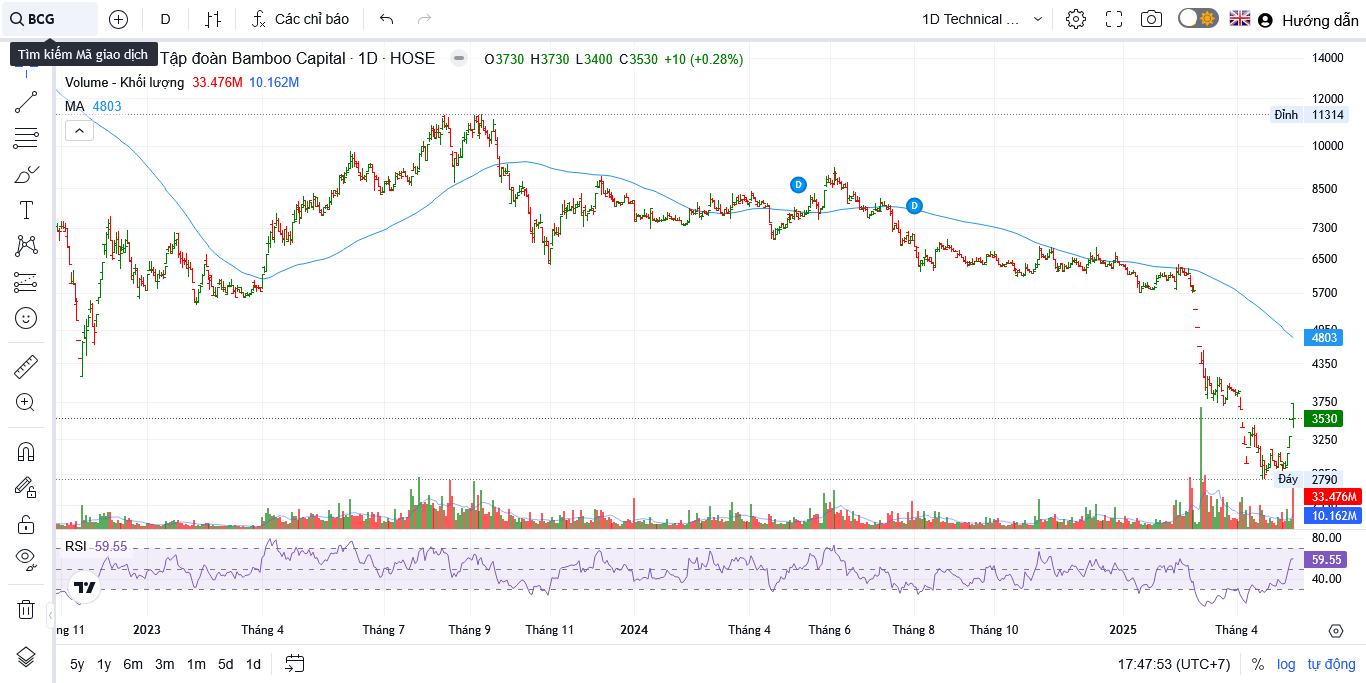 BCG D Các chỉ báo 1D Technical ... Hướng dẫn
Tìm kiếm Mã giao dịch
Tập đoàn Bamboo Capital · 1D · HOSE O3730 H3730 L3400 C3530 +10 (+0.28%)
Volume - Khối lượng 33.476M 10.162M
MA 4803
14000
12000
Đỉnh 11314
10000
8500
7300
6500
5700
4803
4350
3750
3530
3250
Đáy 2790
33.476M
10.162M
D
D
RSI 59.55
80.00
59.55
40.00
ng 11 2023 Tháng 4 Tháng 7 Tháng 9 Tháng 11 2024 Tháng 4 Tháng 6 Tháng 8 Tháng 10 2025 Tháng 4
5y 1y 6m 3m 1m 5d 1d 17:47:53 (UTC+7) % log tự động